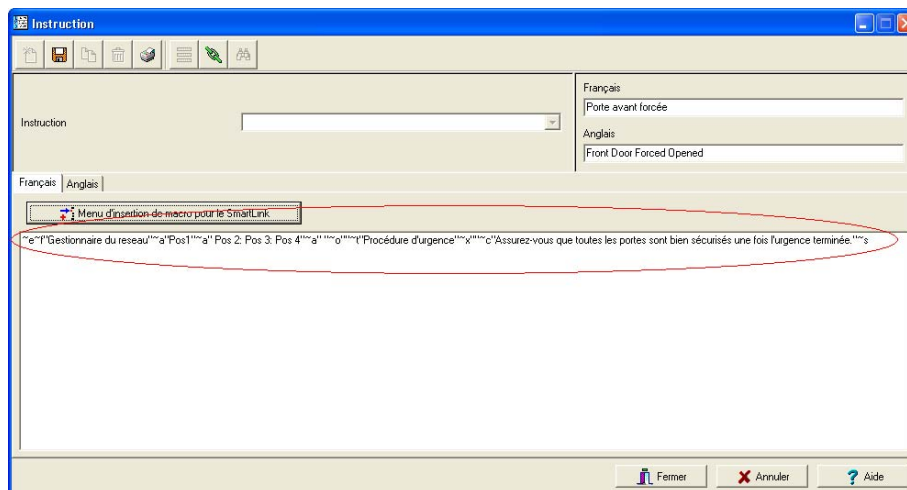 Instruction
Français
Porte avant forcée
Instruction
Anglais
Front Door Forced Opened
Français Anglais
Menu d'insertion de macro pour le SmartLink
~e~f"Gestionnaire du reseau"~a"Pos1"~a" Pos 2: Pos 3: Pos 4"~a" "~o""~t"Procédure d'urgence"~x""~c"Assurez-vous que toutes les portes sont bien sécurisés une fois l'urgence terminée."~s
Fermer Annuler Aide